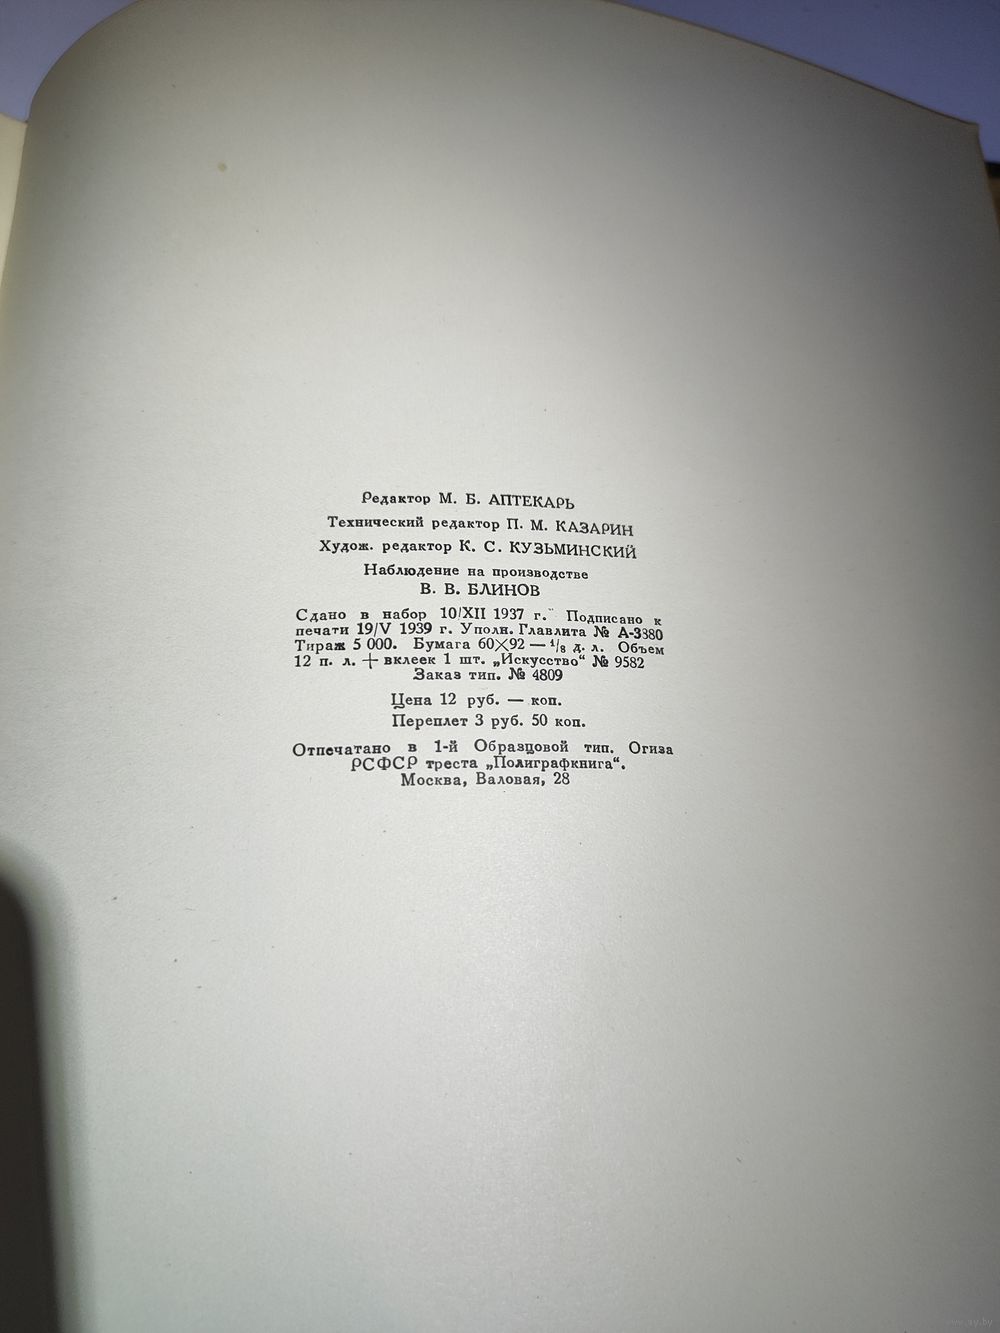 Редактор М. Б. АПТЕКАРЬ
Технический редактор П. М. КАЗАРИН
Худож. редактор К. С. КУЗЬМИНСКИЙ
Наблюдение на производстве
В. В. БЛИНОВ
Сдано в набор 10/XII 1937 г. Подписано к
печати 19/V 1939 г. Уполн. Главлита № А-3380
Тираж 5 000. Бумага 60×92 — 1/8 д. л. Объем
12 п. л. + вклеек 1 шт. „Искусство“ № 9582
Заказ тип. № 4809
Цена 12 руб. — коп.
Переплет 3 руб. 50 коп.
Отпечатано в 1-й Образцовой тип. Огиза
РСФСР треста „Полиграфкнига“.
Москва, Валовая, 28